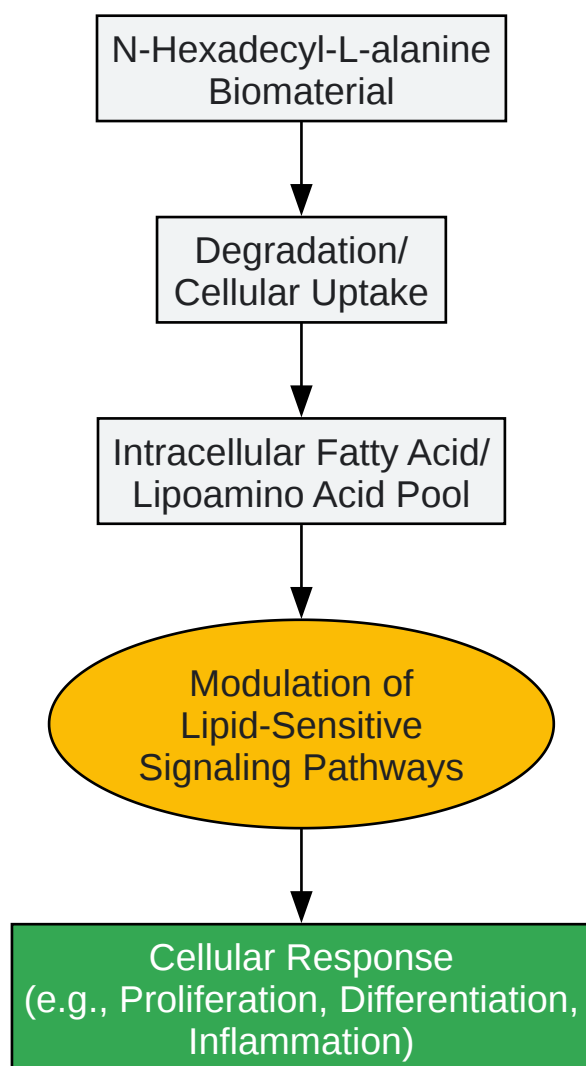 N-Hexadecyl-L-alanine
Biomaterial
Degradation/
Cellular Uptake
Intracellular Fatty Acid/
Lipoamino Acid Pool
Modulation of
Lipid-Sensitive
Signaling Pathways
Cellular Response
(e.g., Proliferation, Differentiation,
Inflammation)